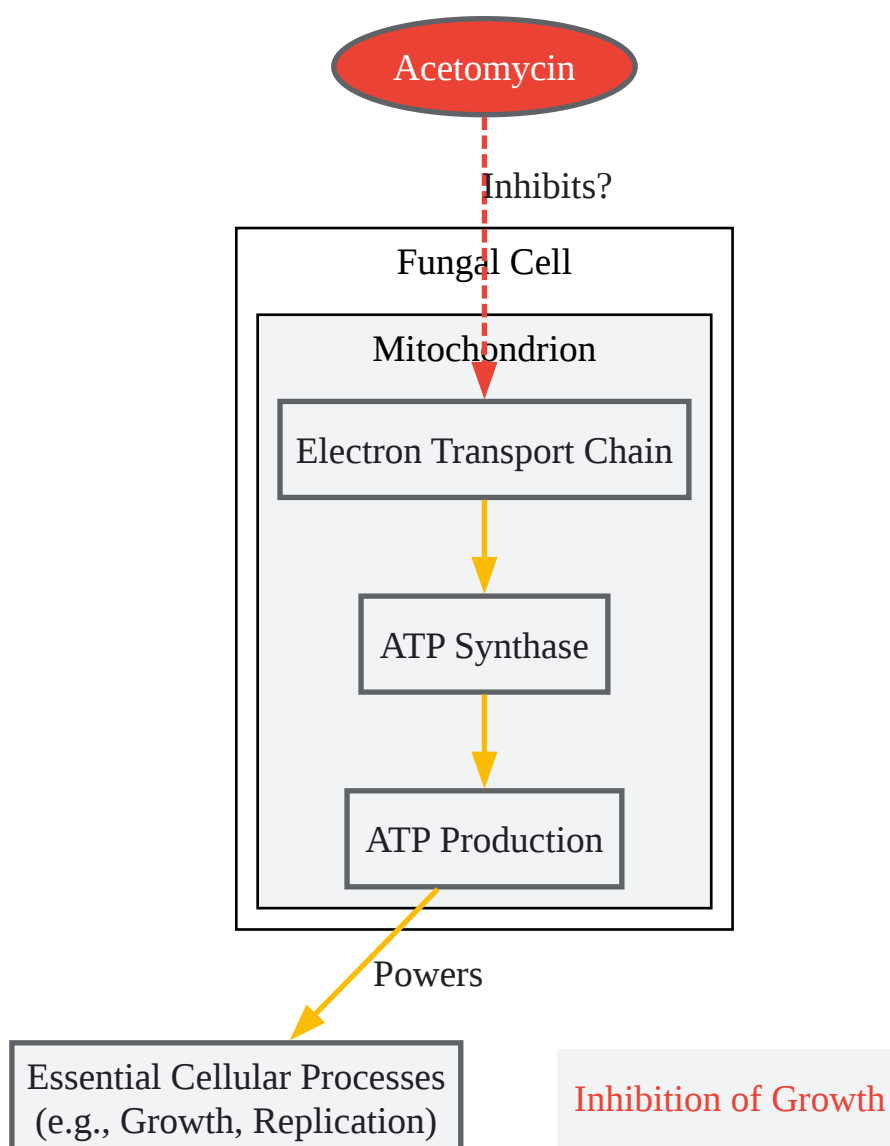 Acetomycin
Inhibits?
Fungal Cell
Mitochondrion
Electron Transport Chain
ATP Synthase
ATP Production
Powers
Essential Cellular Processes
(e.g., Growth, Replication)
Inhibition of Growth